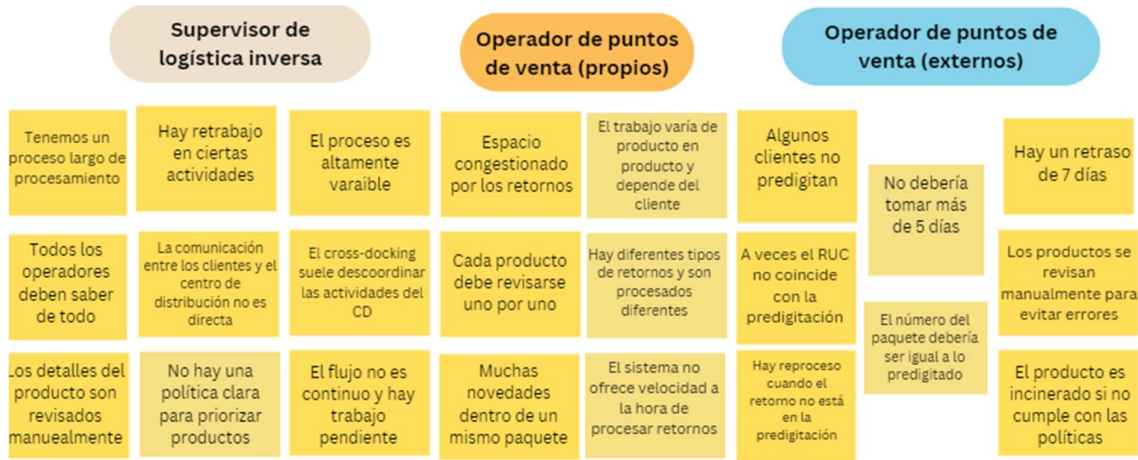 Supervisor de
logística inversa
Operador de puntos
de venta (propios)
Operador de puntos de
venta (externos)
Tenemos un
proceso largo de
procesamiento
Hay retrabajo
en ciertas
actividades
El proceso es
altamente
varaible
Espacio
congestionado
por los retornos
El trabajo varía de
producto en
producto y
depende del
cliente
Algunos
clientes no
predigitan
No debería
tomar más
de 5 días
Hay un retraso
de 7 días
Todos los
operadores
deben saber
de todo
La comunicación
entre los clientes y el
centro de
distribución no es
directa
El cross-docking
suele descoordinar
las actividades del
CD
Cada producto
debe revisarse
uno por uno
Hay diferentes tipos
de retornos y son
procesados
diferentes
A veces el RUC
no coincide
con la
predigitación
El número del
paquete debería
ser igual a lo
predigitado
Los productos se
revisan
manualmente para
evitar errores
Los detalles del
producto son
revisados
manuealmente
No hay una
política clara
para priorizar
productos
El flujo no es
continuo y hay
trabajo
pendiente
Muchas
novedades
dentro de un
mismo paquete
El sistema no
ofrece velocidad a
la hora de
procesar retornos
Hay reproceso
cuando el
retorno no está
en la
predigitación
El producto es
incinerado si no
cumple con las
políticas